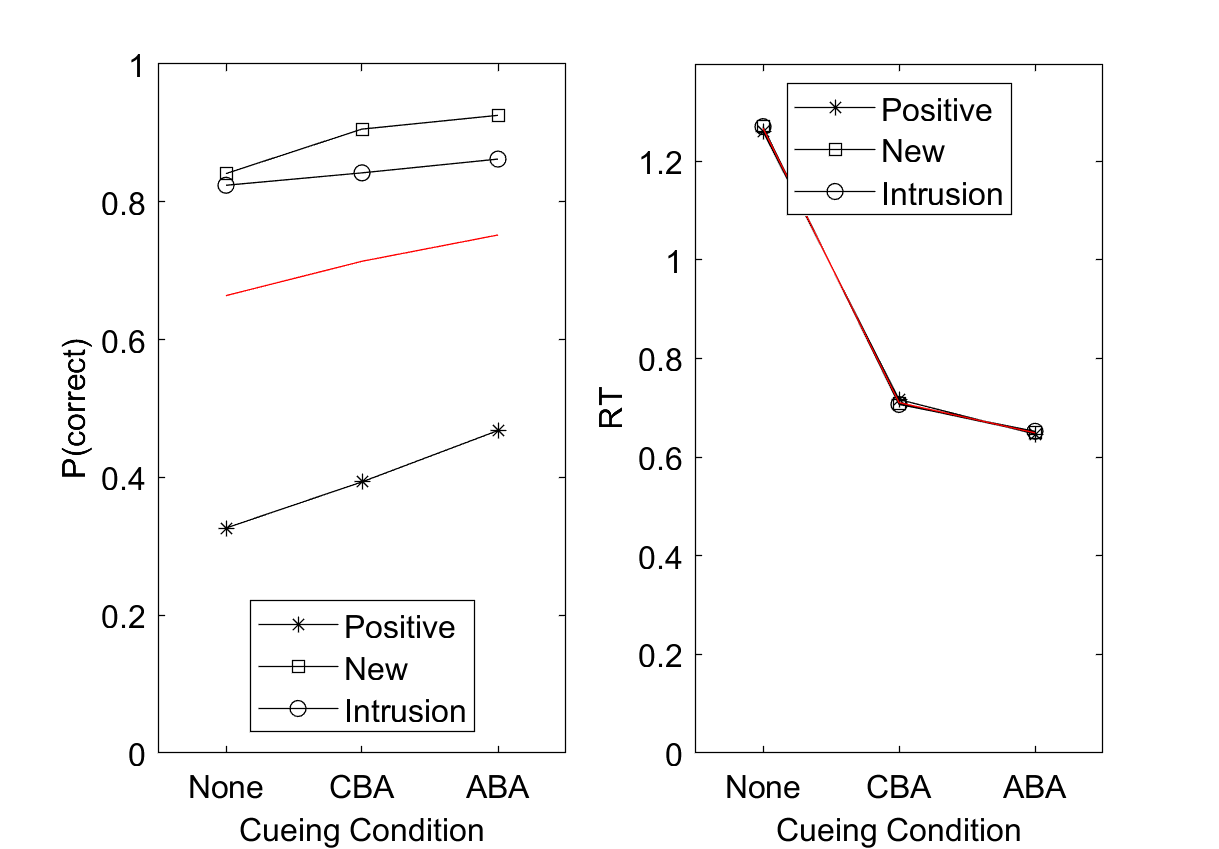 1
0.8
0.6
0.4
0.2
0
P(correct)
Positive
New
Intrusion
None CBA ABA
Cueing Condition
1.2
1
0.8
0.6
0.4
0.2
0
RT
Positive
New
Intrusion
None CBA ABA
Cueing Condition